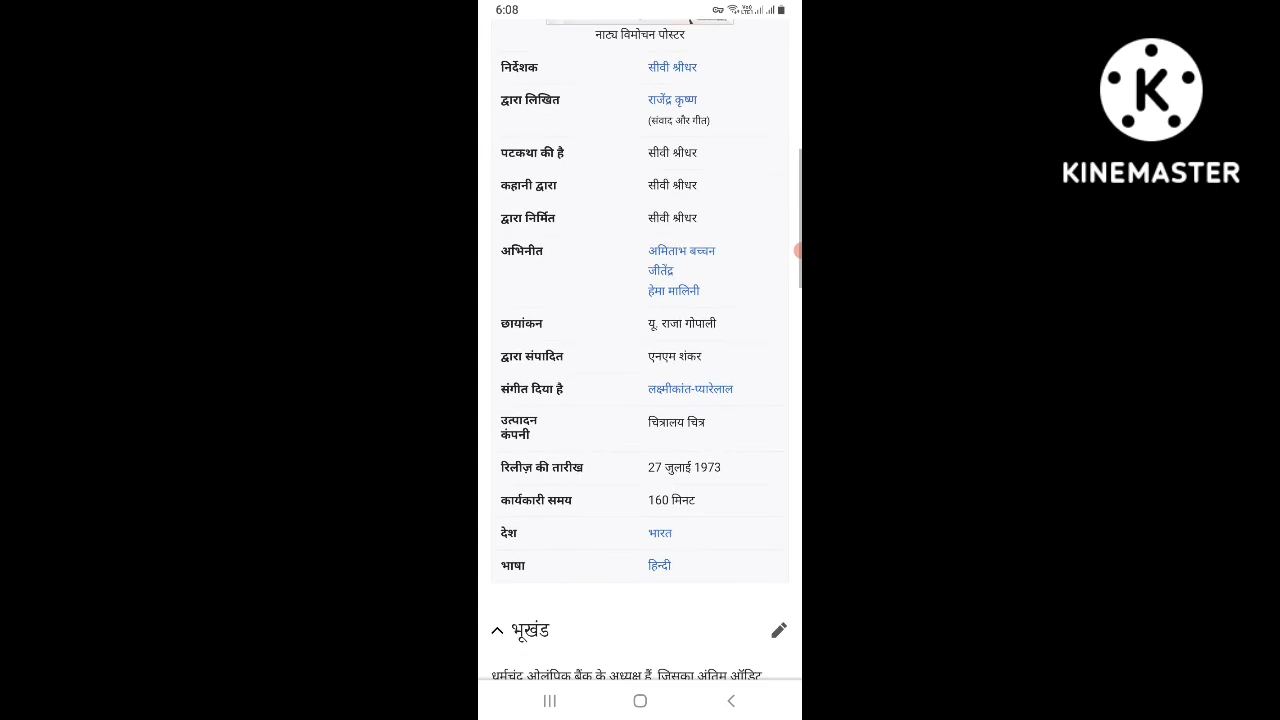 6:08
नाट्य विमोचन पोस्टर
निर्देशक सीवी श्रीधर
द्वारा लिखित राजेंद्र कृष्ण
(संवाद और गीत)
पटकथा की है सीवी श्रीधर
कहानी द्वारा सीवी श्रीधर
द्वारा निर्मित सीवी श्रीधर
अभिनीत अमिताभ बच्चन
जीतेंद्र
हेमा मालिनी
छायांकन यू. राजा गोपाली
द्वारा संपादित एनएम शंकर
संगीत दिया है लक्ष्मीकांत-प्यारेलाल
उत्पादन चित्रालय चित्र
कंपनी
रिलीज़ की तारीख 27 जुलाई 1973
कार्यकारी समय 160 मिनट
देश भारत
भाषा हिन्दी
भूखंड
धर्मचंद ओलंपिक बैंक के अध्यक्ष हैं, जिसका अंतिम ऑडिट
K
KINEMASTER